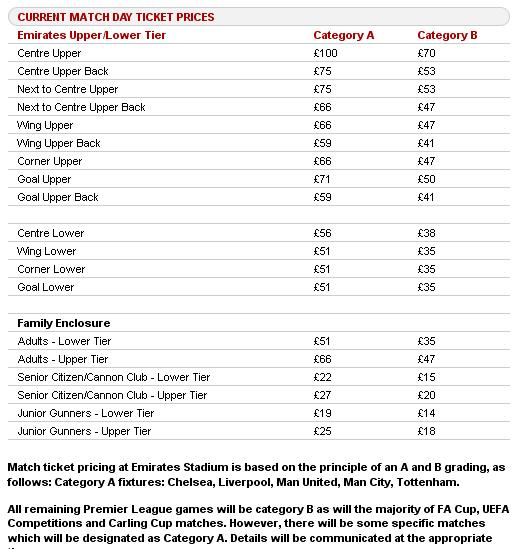 CURRENT MATCH DAY TICKET PRICES
Emirates Upper/Lower Tier Category A Category B
Centre Upper £100 £70
Centre Upper Back £75 £53
Next to Centre Upper £75 £53
Next to Centre Upper Back £66 £47
Wing Upper £66 £47
Wing Upper Back £59 £41
Corner Upper £66 £47
Goal Upper £71 £50
Goal Upper Back £59 £41
Centre Lower £56 £38
Wing Lower £51 £35
Corner Lower £51 £35
Goal Lower £51 £35
Family Enclosure
Adults - Lower Tier £51 £35
Adults - Upper Tier £66 £47
Senior Citizen/Cannon Club - Lower Tier £22 £15
Senior Citizen/Cannon Club - Upper Tier £27 £20
Junior Gunners - Lower Tier £19 £14
Junior Gunners - Upper Tier £25 £18
Match ticket pricing at Emirates Stadium is based on the principle of an A and B grading, as
follows: Category A fixtures: Chelsea, Liverpool, Man United, Man City, Tottenham.
All remaining Premier League games will be category B as will the majority of FA Cup, UEFA
Competitions and Carling Cup matches. However, there will be some specific matches
which will be designated as Category A. Details will be communicated at the appropriate